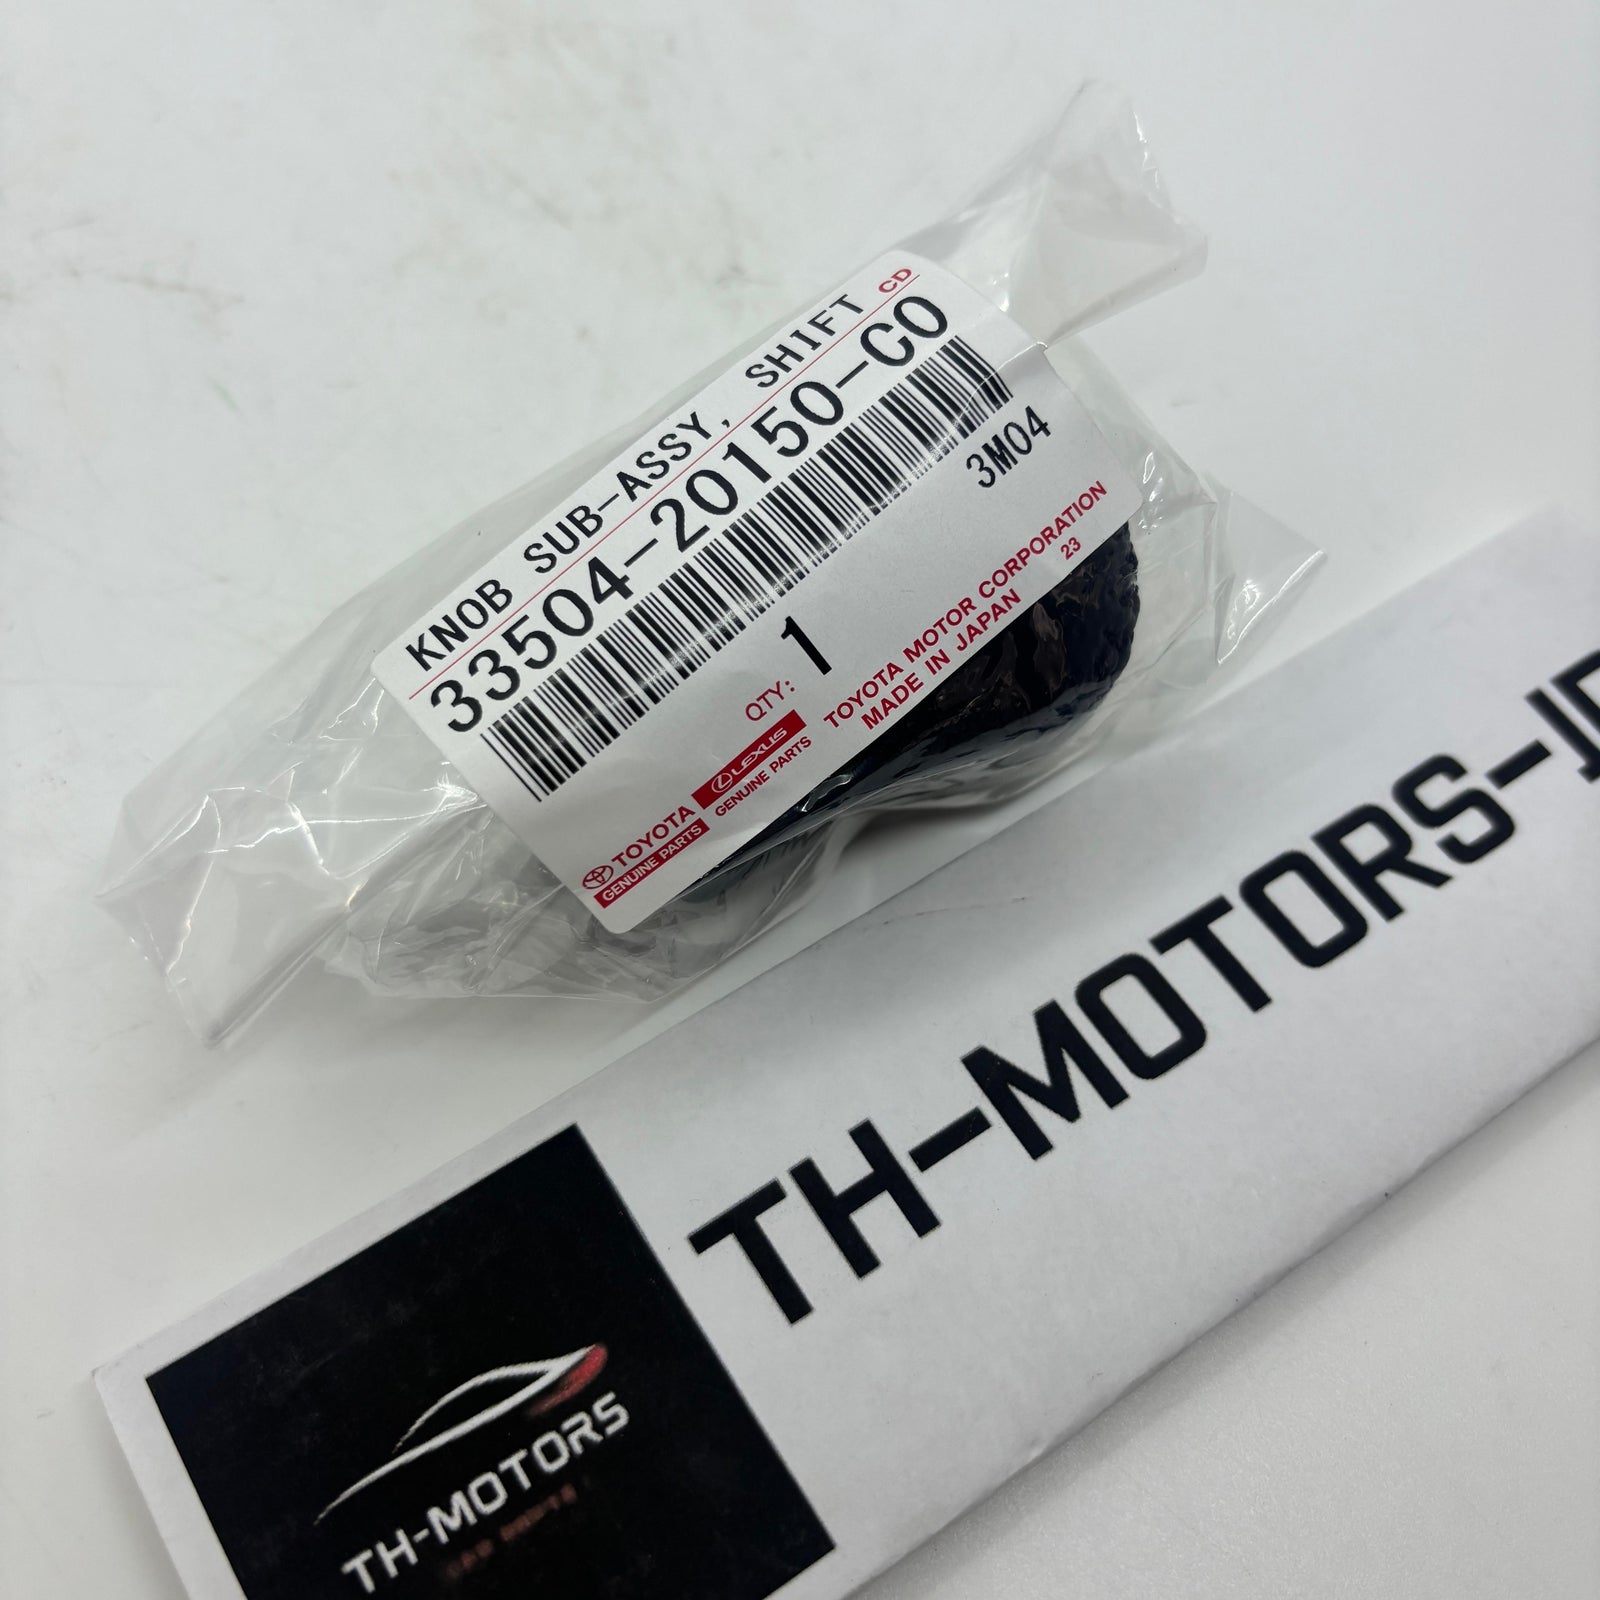 KNOB SUB-ASSY, SHIFT CD
33504-20150-C0
3M04
QTY: 1
TOYOTA MOTOR CORPORATION
MADE IN JAPAN 23
TOYOTA
GENUINE PARTS
LEXUS
GENUINE PARTS
TH-MOTORS-JP
TH-MOTORS